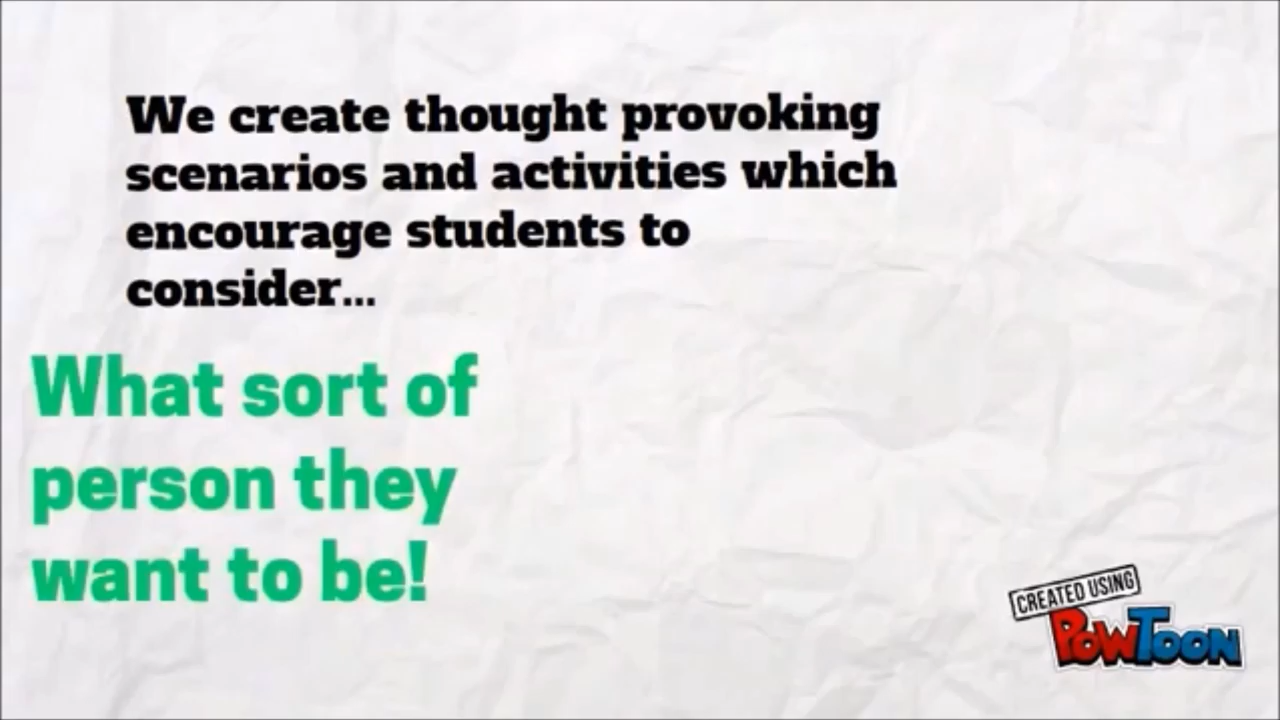 We create thought provoking
scenarios and activities which
encourage students to
consider...
What sort of
person they
want to be!
CREATED USING
POWTOON